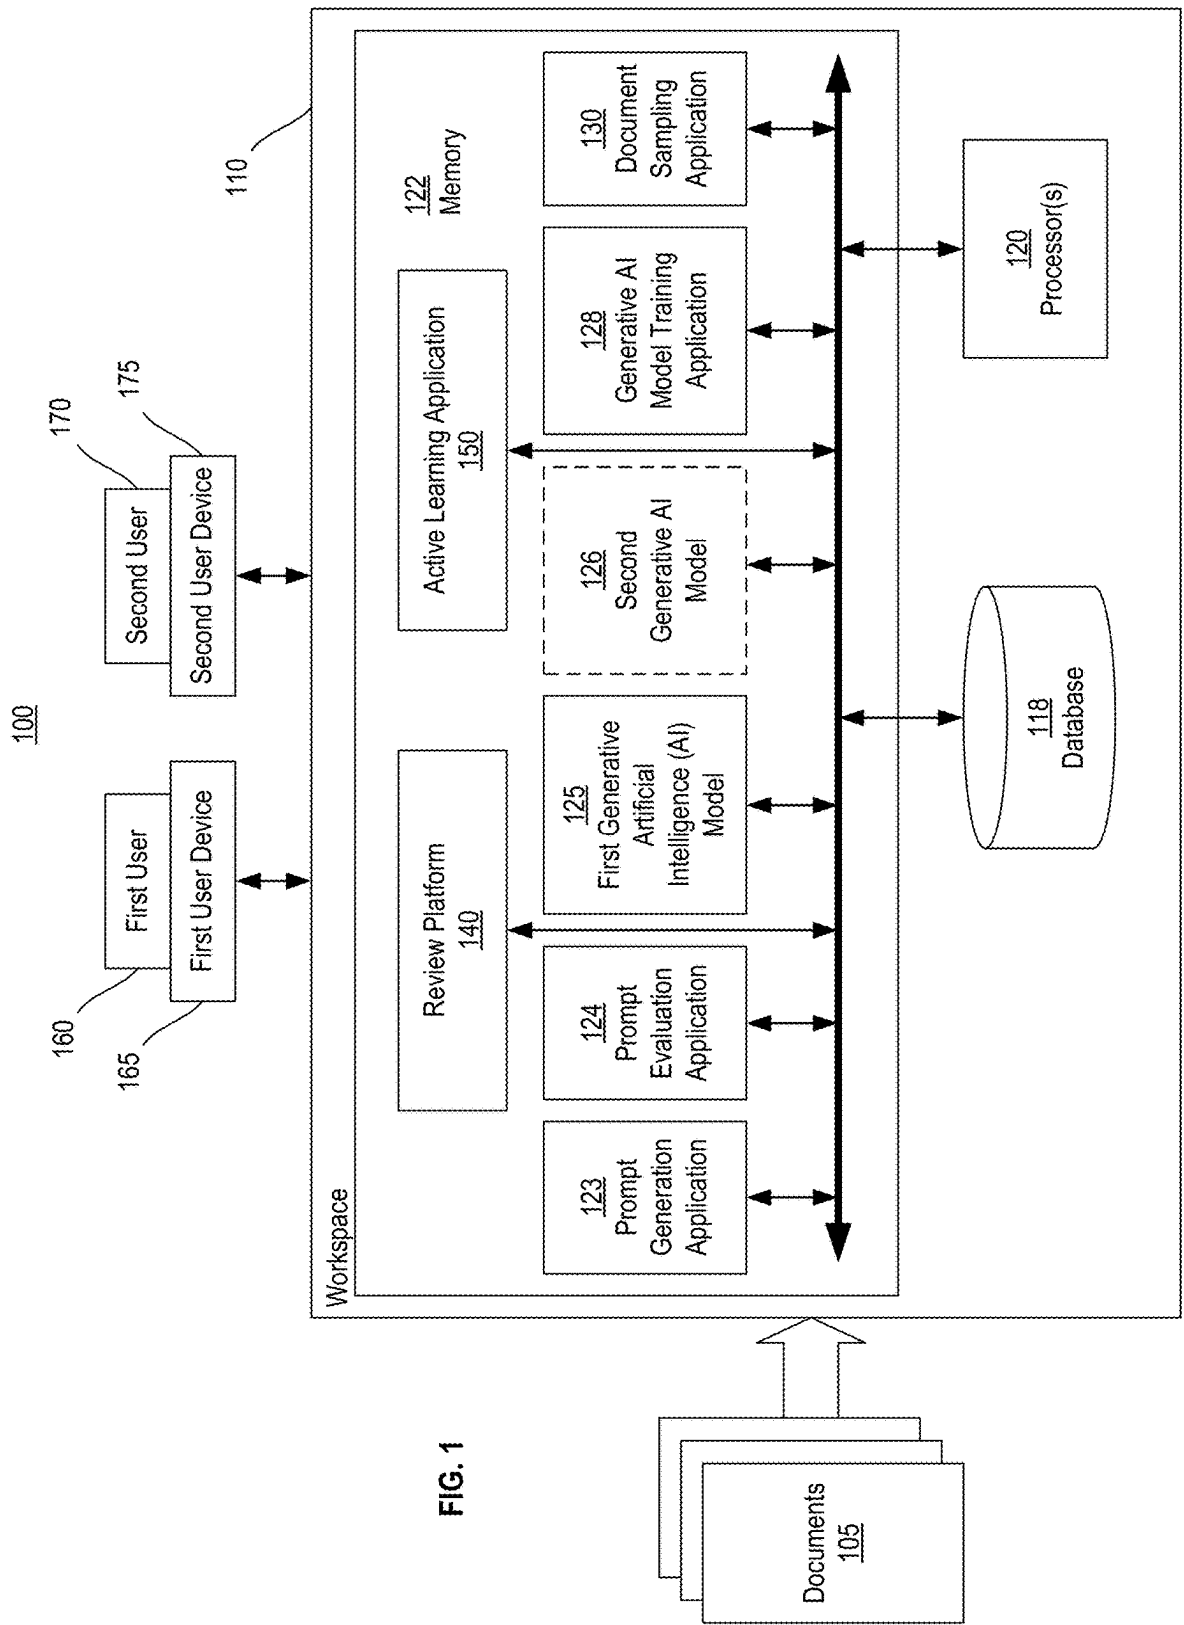 100
First User
First User Device
160
165
Second User
Second User Device
170
175
110
Workspace
122
Memory
Review Platform
140
Active Learning Application
150
123
Prompt
Generation
Application
124
Prompt
Evaluation
Application
125
First Generative
Artificial
Intelligence (AI)
Model
126
Second
Generative AI
Model
128
Generative AI
Model Training
Application
130
Document
Sampling
Application
118
Database
120
Processor(s)
Documents
105
FIG. 1